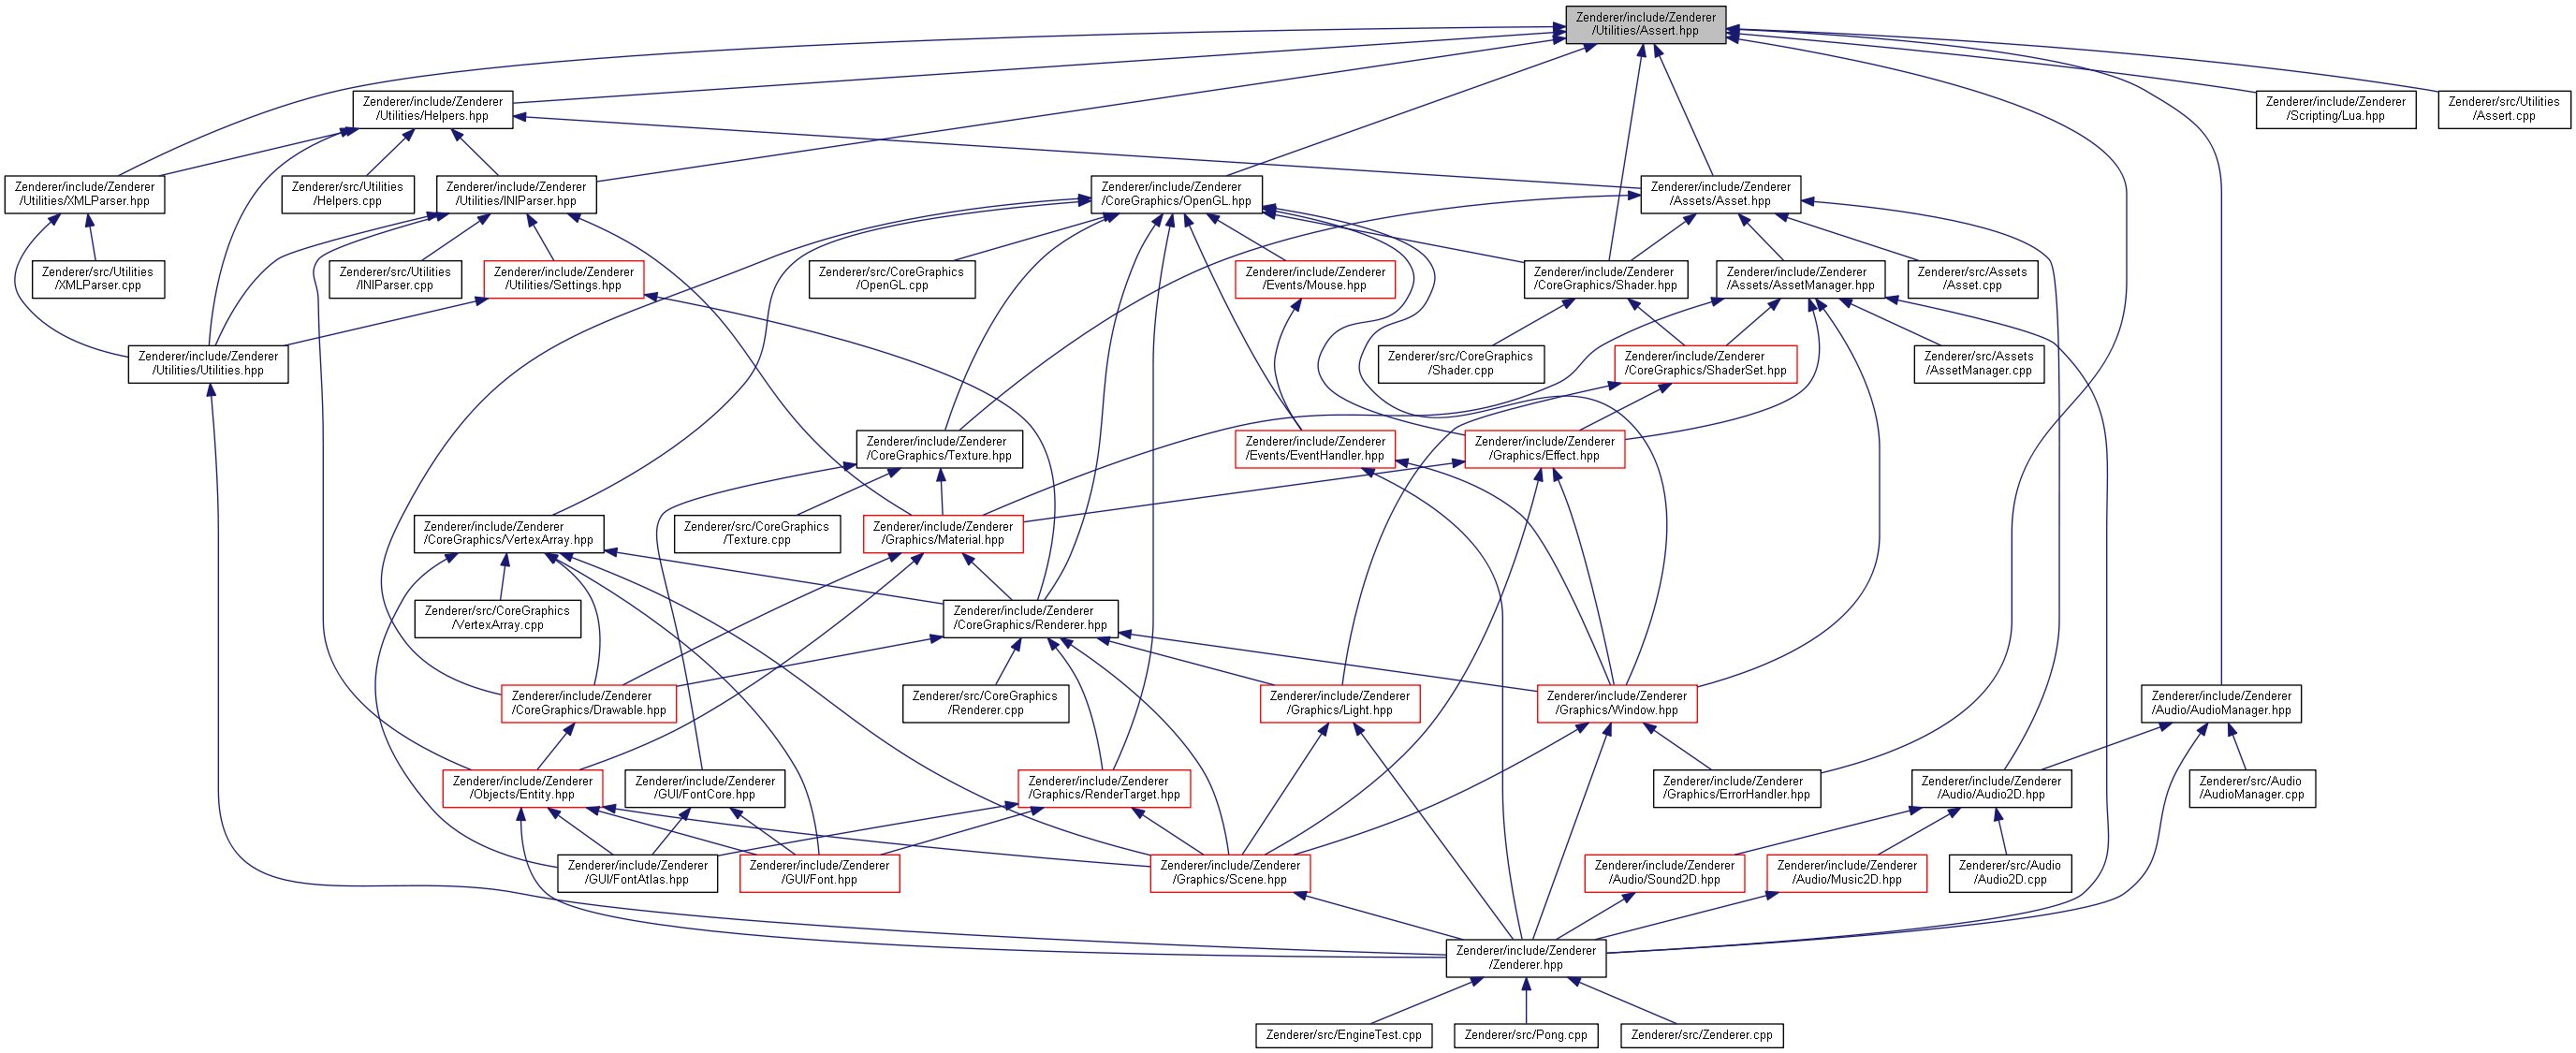 Zenderer/include/Zenderer
/Utilities/Assert.hpp
Zenderer/include/Zenderer
/Utilities/Helpers.hpp
Zenderer/include/Zenderer
/Scripting/Lua.hpp
Zenderer/src/Utilities
/Assert.cpp
Zenderer/include/Zenderer
/Utilities/XMLParser.hpp
Zenderer/src/Utilities
/Helpers.cpp
Zenderer/include/Zenderer
/Utilities/INIParser.hpp
Zenderer/include/Zenderer
/CoreGraphics/OpenGL.hpp
Zenderer/include/Zenderer
/Assets/Asset.hpp
Zenderer/src/Utilities
/XMLParser.cpp
Zenderer/src/Utilities
/INIParser.cpp
Zenderer/include/Zenderer
/Utilities/Settings.hpp
Zenderer/src/CoreGraphics
/OpenGL.cpp
Zenderer/include/Zenderer
/Events/Mouse.hpp
Zenderer/include/Zenderer
/CoreGraphics/Shader.hpp
Zenderer/include/Zenderer
/Assets/AssetManager.hpp
Zenderer/src/Assets
/Asset.cpp
Zenderer/include/Zenderer
/Utilities/Utilities.hpp
Zenderer/src/CoreGraphics
/Shader.cpp
Zenderer/include/Zenderer
/CoreGraphics/ShaderSet.hpp
Zenderer/src/Assets
/AssetManager.cpp
Zenderer/include/Zenderer
/CoreGraphics/Texture.hpp
Zenderer/include/Zenderer
/Events/EventHandler.hpp
Zenderer/include/Zenderer
/Graphics/Effect.hpp
Zenderer/include/Zenderer
/CoreGraphics/VertexArray.hpp
Zenderer/src/CoreGraphics
/Texture.cpp
Zenderer/include/Zenderer
/Graphics/Material.hpp
Zenderer/src/CoreGraphics
/VertexArray.cpp
Zenderer/include/Zenderer
/CoreGraphics/Renderer.hpp
Zenderer/include/Zenderer
/CoreGraphics/Drawable.hpp
Zenderer/src/CoreGraphics
/Renderer.cpp
Zenderer/include/Zenderer
/Graphics/Light.hpp
Zenderer/include/Zenderer
/Graphics/Window.hpp
Zenderer/include/Zenderer
/Audio/AudioManager.hpp
Zenderer/include/Zenderer
/Objects/Entity.hpp
Zenderer/include/Zenderer
/GUI/FontCore.hpp
Zenderer/include/Zenderer
/Graphics/RenderTarget.hpp
Zenderer/include/Zenderer
/Graphics/ErrorHandler.hpp
Zenderer/include/Zenderer
/Audio/Audio2D.hpp
Zenderer/src/Audio
/AudioManager.cpp
Zenderer/include/Zenderer
/GUI/FontAtlas.hpp
Zenderer/include/Zenderer
/GUI/Font.hpp
Zenderer/include/Zenderer
/Graphics/Scene.hpp
Zenderer/include/Zenderer
/Audio/Sound2D.hpp
Zenderer/include/Zenderer
/Audio/Music2D.hpp
Zenderer/src/Audio
/Audio2D.cpp
Zenderer/include/Zenderer
/Zenderer.hpp
Zenderer/src/EngineTest.cpp
Zenderer/src/Pong.cpp
Zenderer/src/Zenderer.cpp